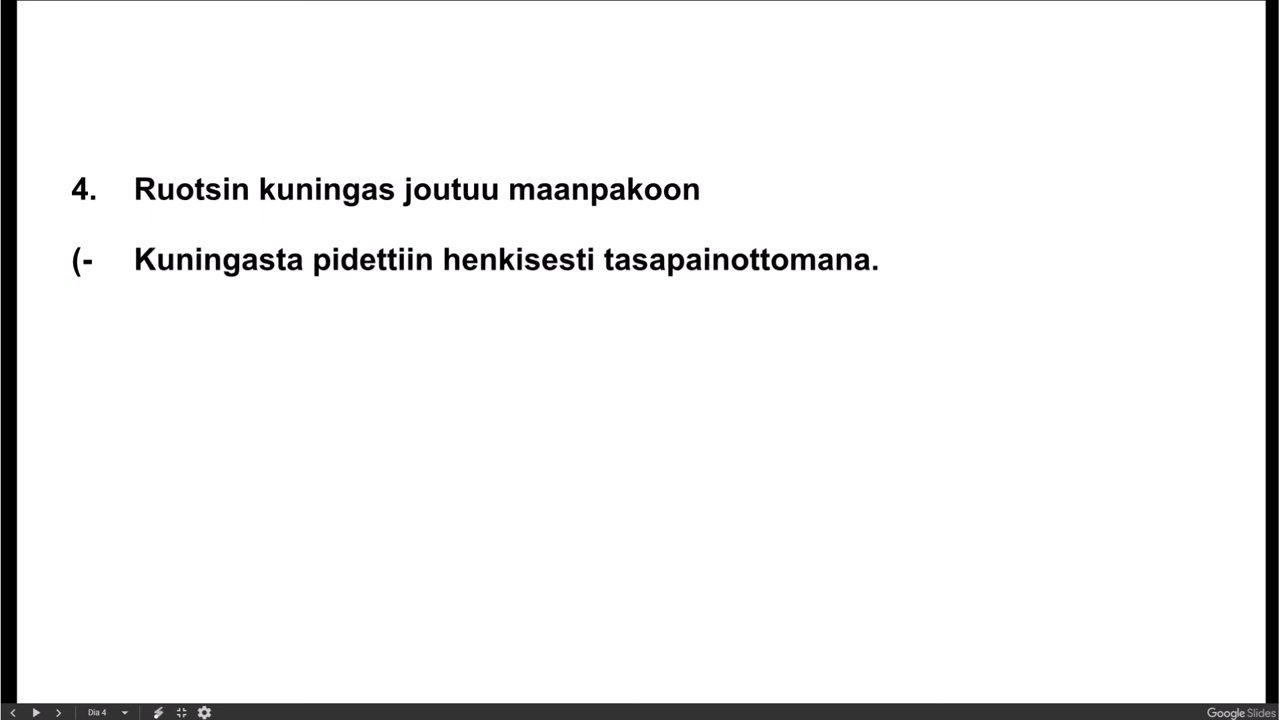 4. Ruotsin kuningas joutuu maanpakoon
(- Kuningasta pidettiin henkisesti tasapainottomana.
Dia 4
Google Slides